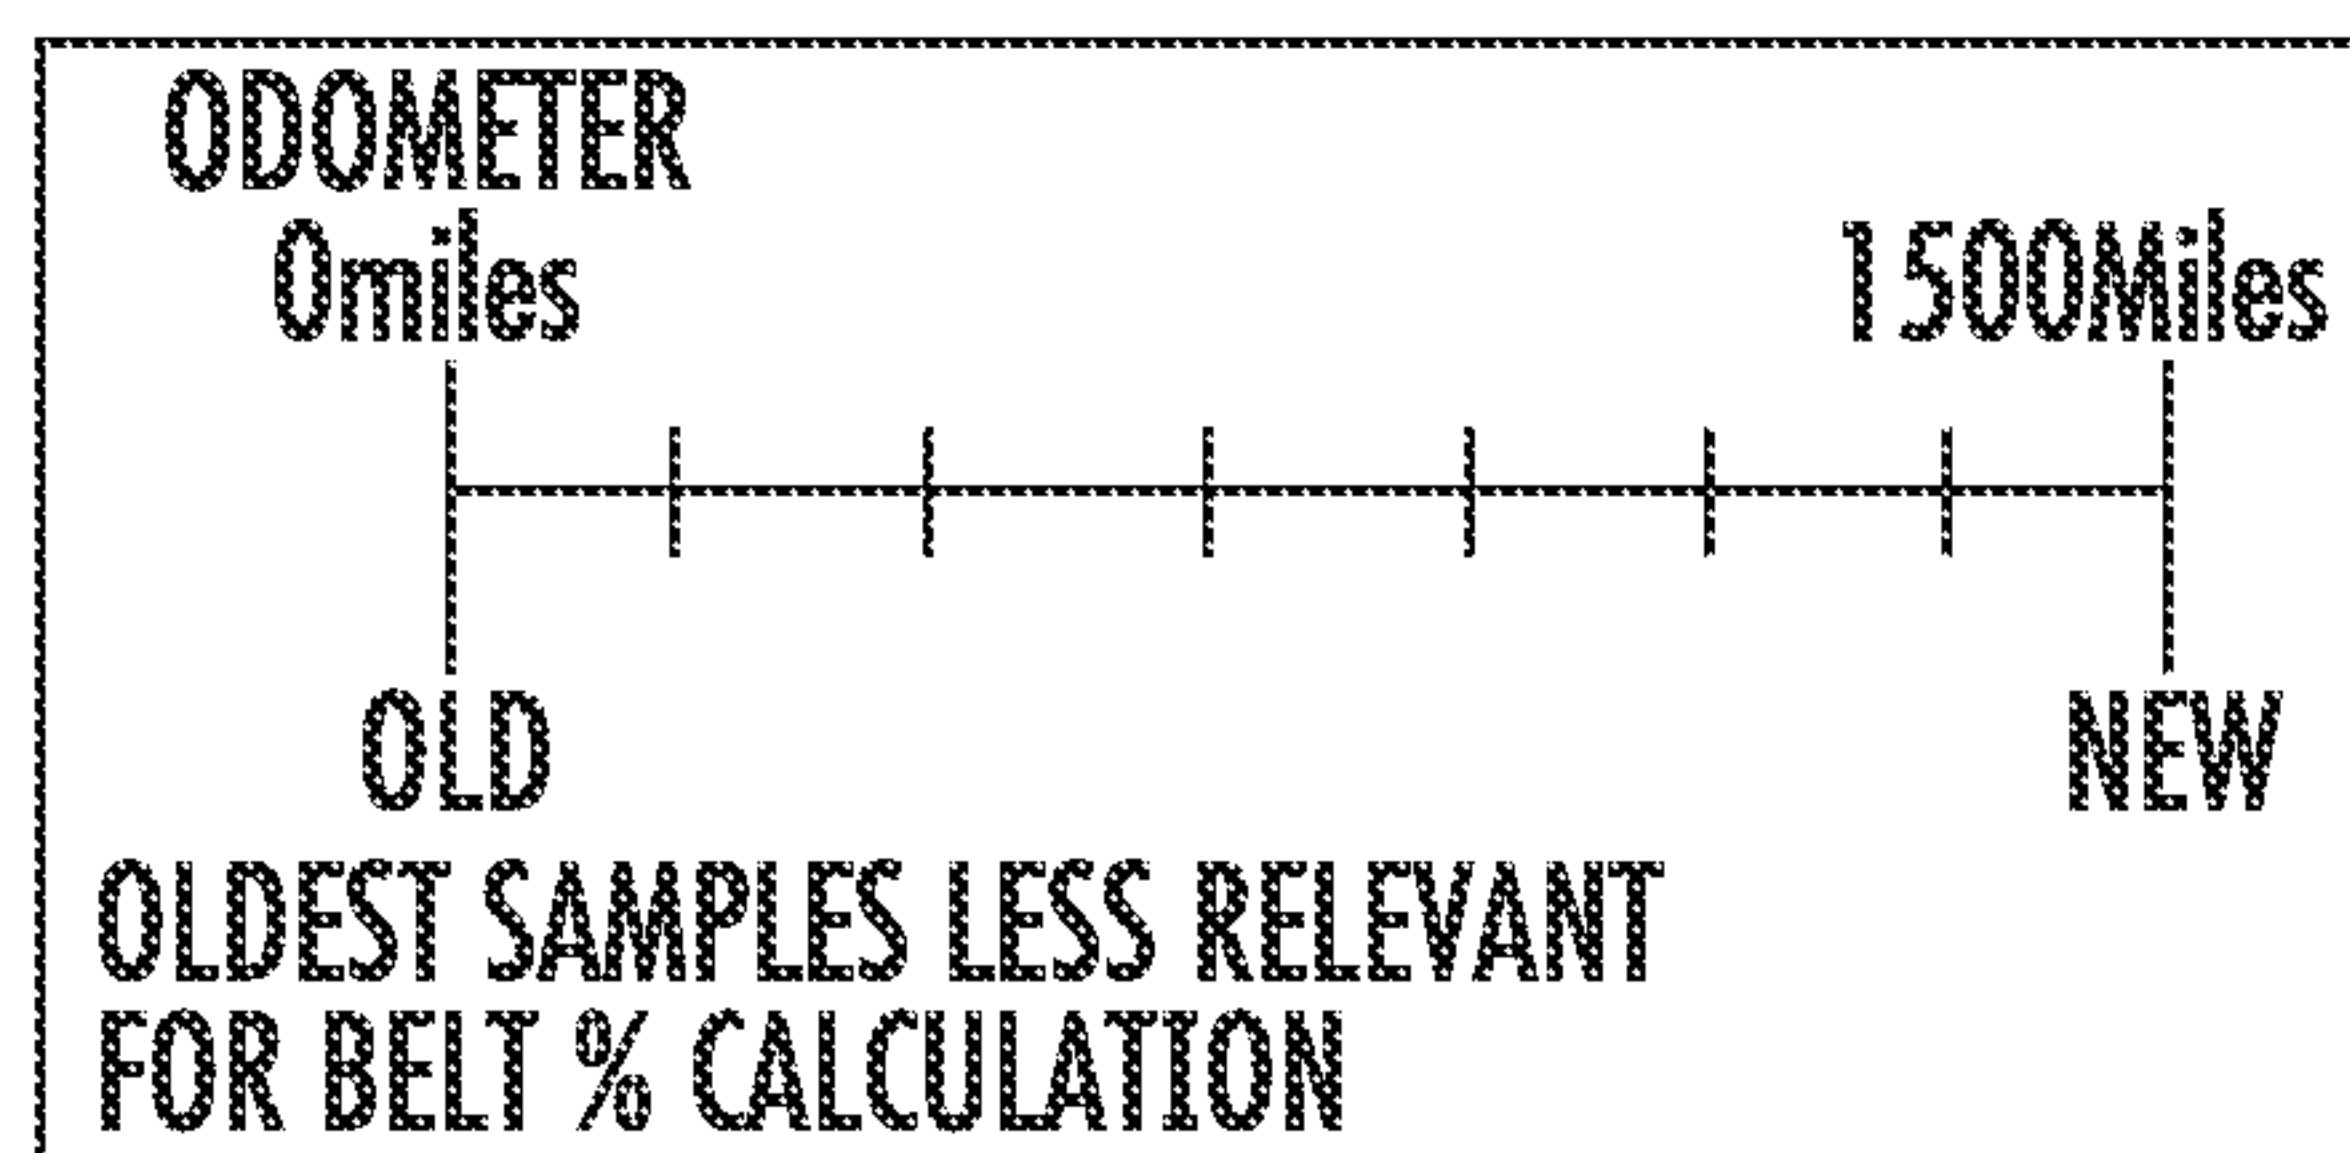 ODOMETER
0miles
1500Miles
OLD
NEW
OLDEST SAMPLES LESS RELEVANT
FOR BELT % CALCULATION